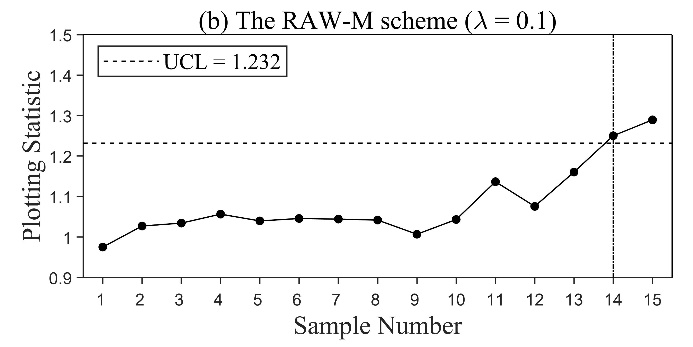 (b) The RAW-M scheme (λ = 0.1)
1.5
1.4
1.3
1.2
1.1
1
0.9
Plotting Statistic
UCL = 1.232
1 2 3 4 5 6 7 8 9 10 11 12 13 14 15
Sample Number